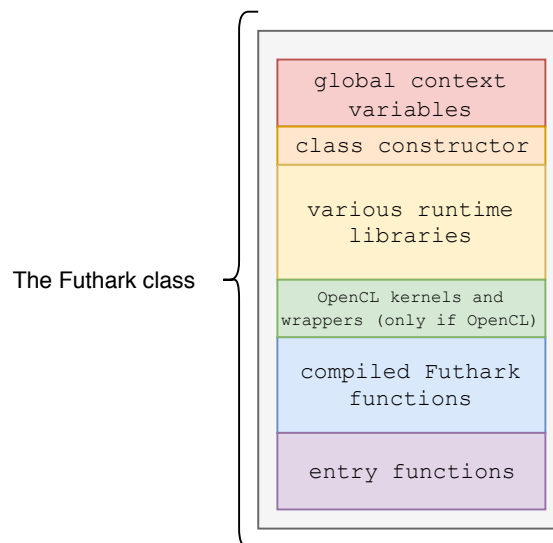 global context
variables
class constructor
various runtime
libraries
The Futhark class
OpenCL kernels and
wrappers (only if OpenCL)
compiled Futhark
functions
entry functions